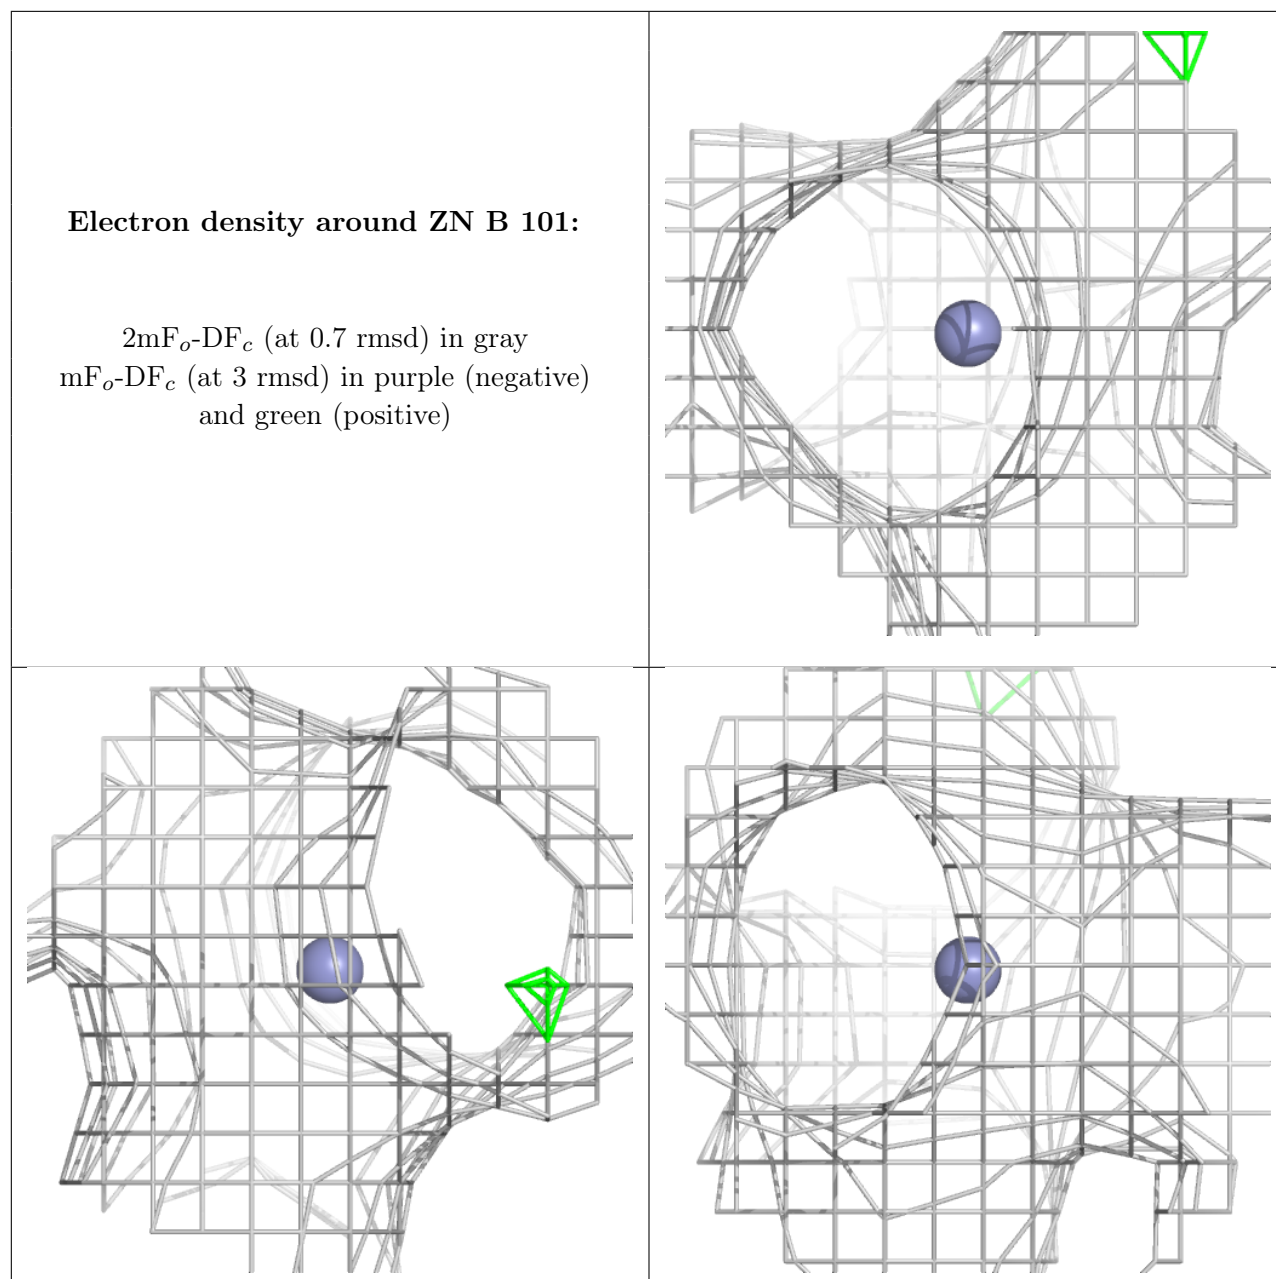 Electron density around ZN B 101:
2mFo-DFc (at 0.7 rmsd) in gray
mFo-DFc (at 3 rmsd) in purple (negative)
and green (positive)